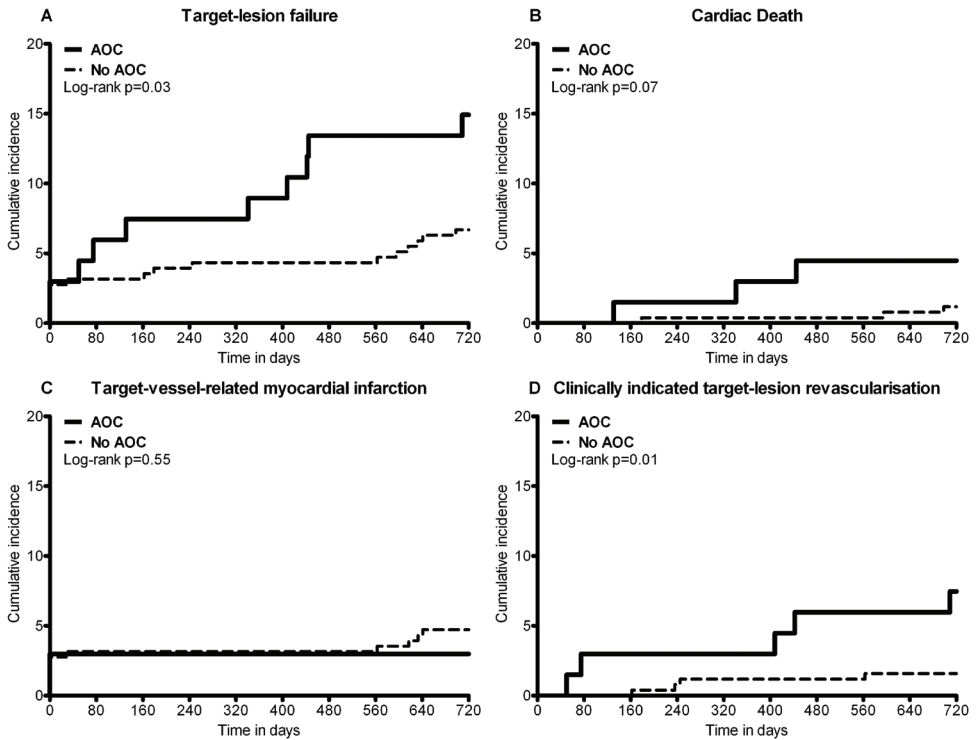 A Target-lesion failure
20
15
10
5
0
Cumulative incidence
AOC
No AOC
Log-rank p=0.03
0 80 160 240 320 400 480 560 640 720
Time in days
B Cardiac Death
20
15
10
5
0
Cumulative incidence
AOC
No AOC
Log-rank p=0.07
0 80 160 240 320 400 480 560 640 720
Time in days
C Target-vessel-related myocardial infarction
20
15
10
5
0
Cumulative incidence
AOC
No AOC
Log-rank p=0.55
0 80 160 240 320 400 480 560 640 720
Time in days
D Clinically indicated target-lesion revascularisation
20
15
10
5
0
Cumulative incidence
AOC
No AOC
Log-rank p=0.01
0 80 160 240 320 400 480 560 640 720
Time in days